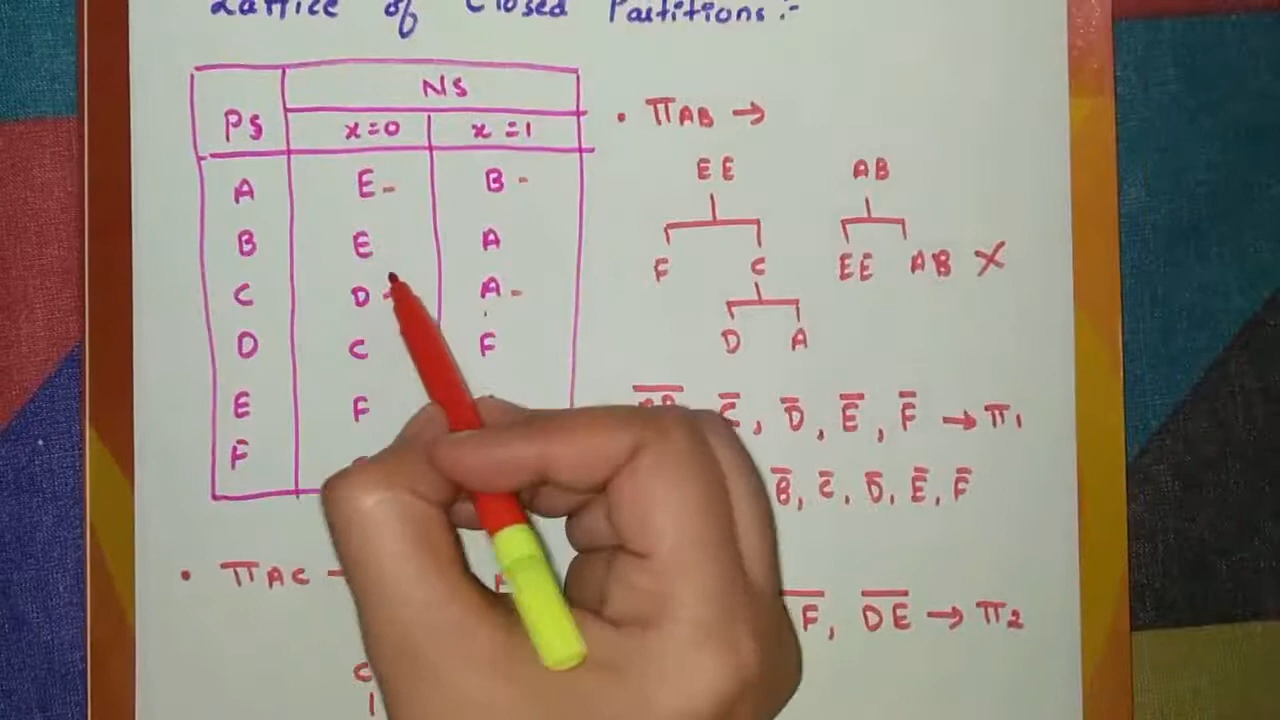 Lattice of Closed Partitions :-
NS
PS x=0 x=1
A E - B -
B E A
C D - A -
D C F
E F
F
• ΠAB →
EE AB
F C EE AB X
D A
C̅, D̅, E̅, F̅ → Π1
B̅, C̅, D̅, E̅, F̅
• ΠAC
F̅, D̅E̅ → Π2
C